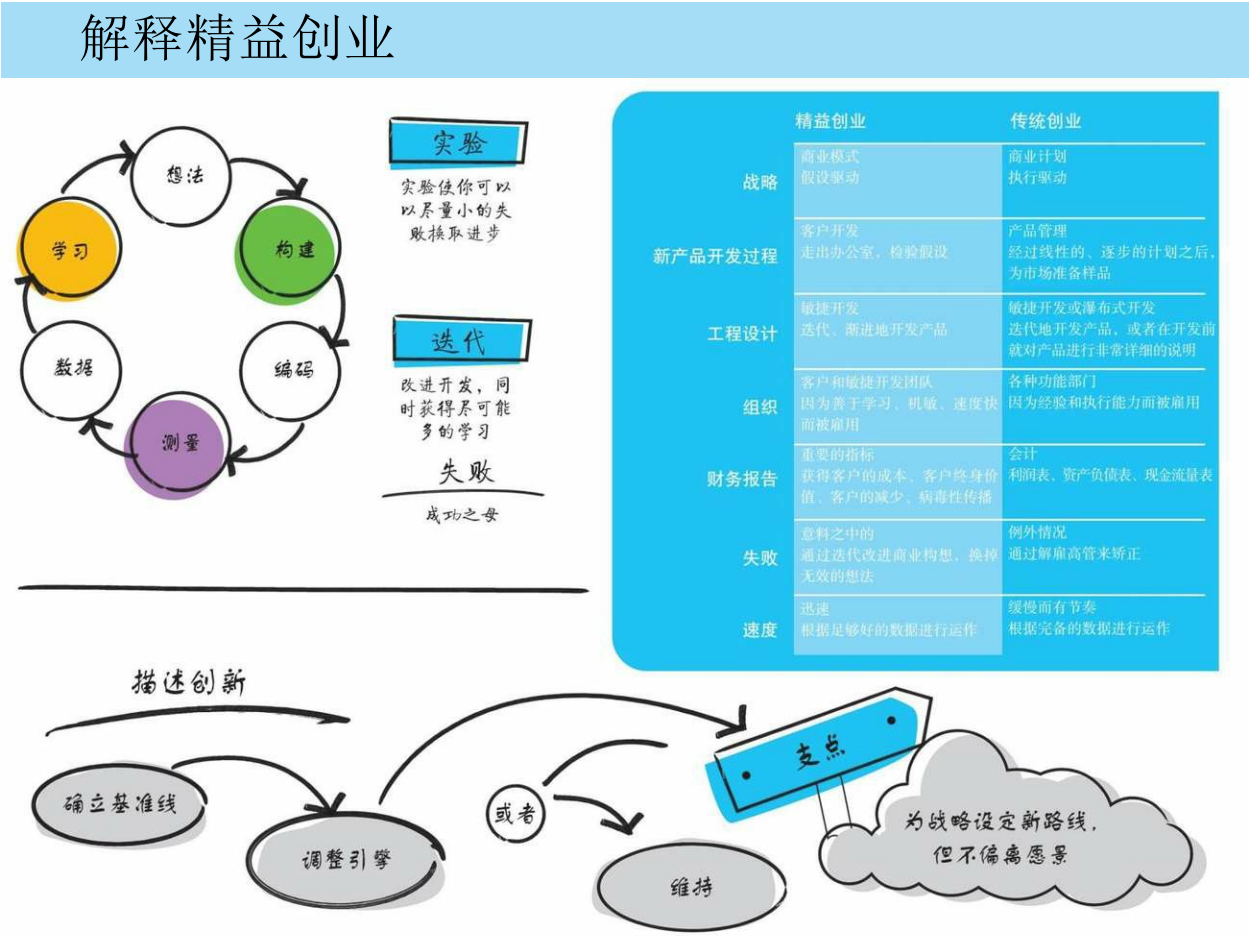 解释精益创业
想法
构建
编码
测量
数据
学习
实验
实验使你可以
以尽量小的失
败换取进步
迭代
改进开发，同
时获得尽可能
多的学习
失败
成功之母
精益创业
传统创业
战略
商业模式
假设驱动
商业计划
执行驱动
新产品开发过程
客户开发
走出办公室，检验假设
产品管理
经过线性的、逐步的计划之后，
为市场准备样品
工程设计
敏捷开发
迭代、渐进地开发产品
敏捷开发或瀑布式开发
迭代地开发产品，或者在开发前
就对产品进行非常详细的说明
组织
客户和敏捷开发团队
因为善于学习、机敏、速度快
而被雇用
各种功能部门
因为经验和执行能力而被雇用
财务报告
重要的指标
获得客户的成本、客户终身价
值、客户的减少、病毒性传播
会计
利润表、资产负债表、现金流量表
失败
意料之中的
通过迭代改进商业构想，换掉
无效的想法
例外情况
通过解雇高管来矫正
速度
迅速
根据足够好的数据进行运作
缓慢而有节奏
根据完备的数据进行运作
描述创新
确立基准线
调整引擎
或者
支点
维持
为战略设定新路线，
但不偏离愿景